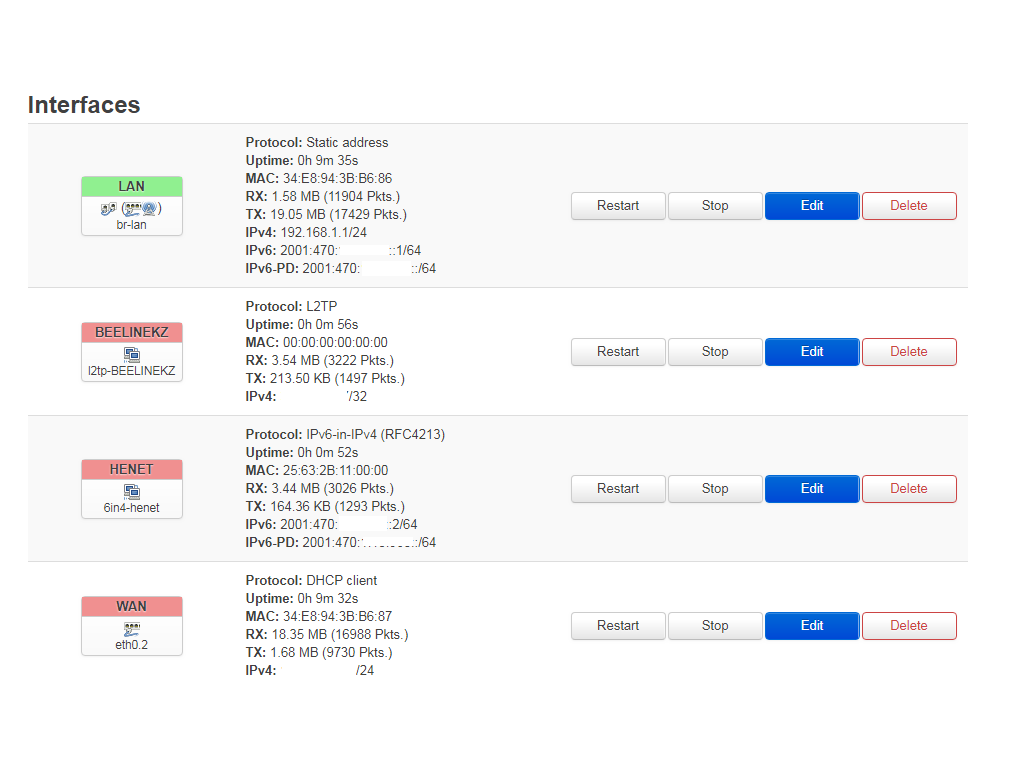 Interfaces
LAN
br-lan
Protocol: Static address
Uptime: 0h 9m 35s
MAC: 34:E8:94:3B:B6:86
RX: 1.58 MB (11904 Pkts.)
TX: 19.05 MB (17429 Pkts.)
IPv4: 192.168.1.1/24
IPv6: 2001:470: ::1/64
IPv6-PD: 2001:470: ::/64
Restart Stop Edit Delete
BEELINEKZ
l2tp-BEELINEKZ
Protocol: L2TP
Uptime: 0h 0m 56s
MAC: 00:00:00:00:00:00
RX: 3.54 MB (3222 Pkts.)
TX: 213.50 KB (1497 Pkts.)
IPv4: /32
Restart Stop Edit Delete
HENET
6in4-henet
Protocol: IPv6-in-IPv4 (RFC4213)
Uptime: 0h 0m 52s
MAC: 25:63:2B:11:00:00
RX: 3.44 MB (3026 Pkts.)
TX: 164.36 KB (1293 Pkts.)
IPv6: 2001:470: ::2/64
IPv6-PD: 2001:470: ::/64
Restart Stop Edit Delete
WAN
eth0.2
Protocol: DHCP client
Uptime: 0h 9m 32s
MAC: 34:E8:94:3B:B6:87
RX: 18.35 MB (16988 Pkts.)
TX: 1.68 MB (9730 Pkts.)
IPv4: /24
Restart Stop Edit Delete